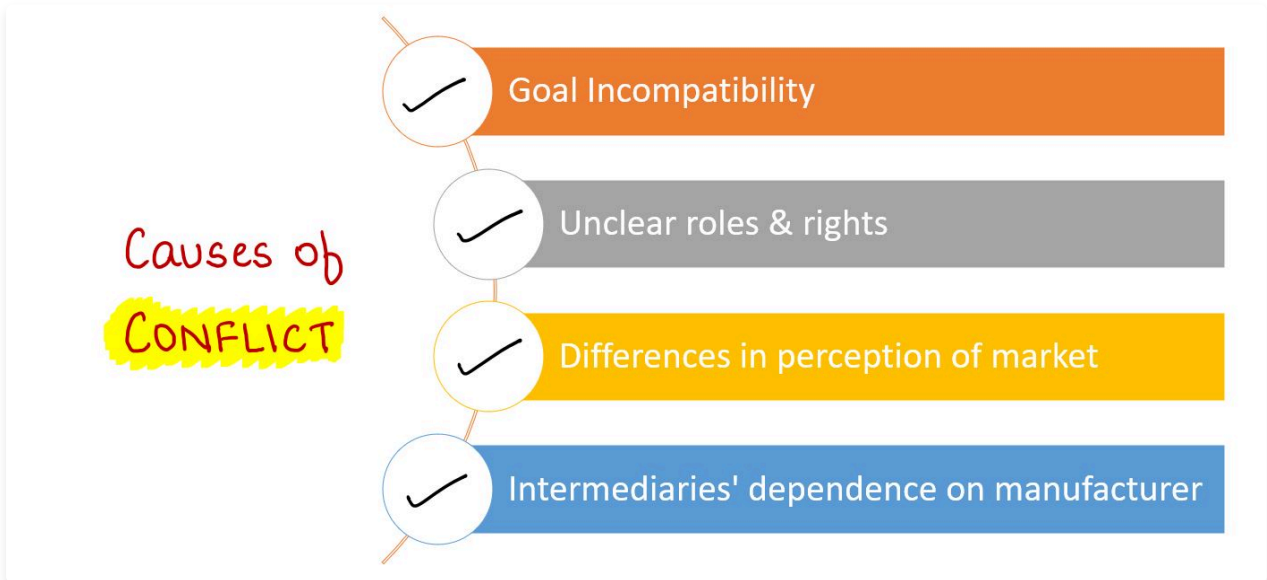 Causes of
CONFLICT
Goal Incompatibility
Unclear roles & rights
Differences in perception of market
Intermediaries' dependence on manufacturer